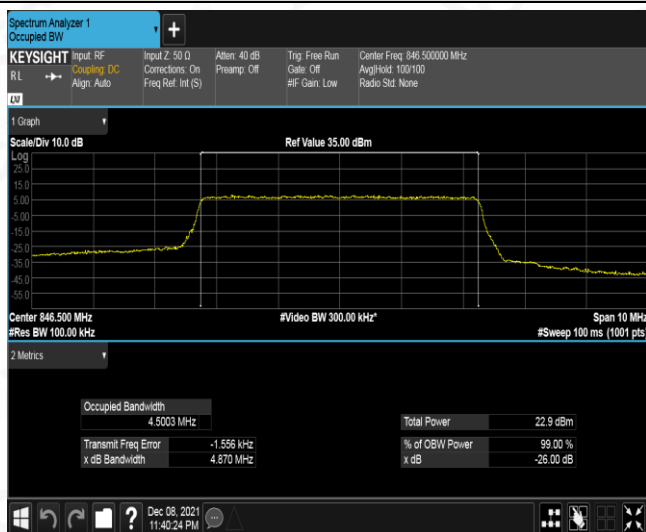 Spectrum Analyzer 1
Occupied BW
KEYSIGHT
RL
Input: RF
Coupling: DC
Align: Auto
Input Z: 50 Ω
Corrections: On
Freq Ref: Int (S)
Atten: 40 dB
Preamp: Off
Trig: Free Run
Gate: Off
#IF Gain: Low
Center Freq: 846.500000 MHz
Avg|Hold: 100/100
Radio Std: None
LXI
1 Graph
Scale/Div 10.0 dB
Ref Value 35.00 dBm
Log
25.0
15.0
5.00
-5.00
-15.0
-25.0
-35.0
-45.0
-55.0
Center 846.500 MHz
#Video BW 300.00 kHz*
Span 10 MHz
#Res BW 100.00 kHz
#Sweep 100 ms (1001 pts)
2 Metrics
Occupied Bandwidth
4.5003 MHz
Total Power 22.9 dBm
Transmit Freq Error -1.556 kHz
% of OBW Power 99.00 %
x dB Bandwidth 4.870 MHz
x dB -26.00 dB
?
Dec 08, 2021
11:40:24 PM